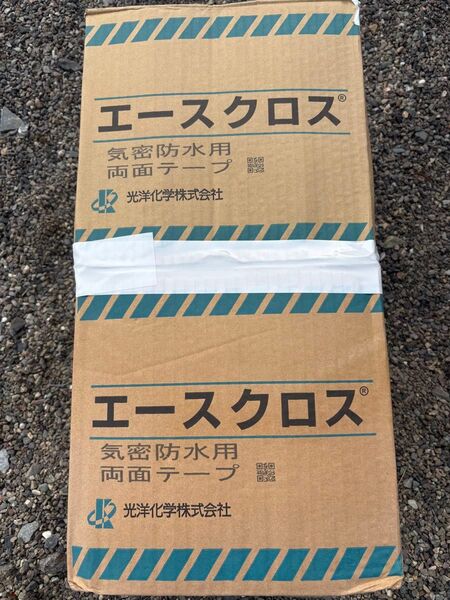 エースクロス®
気密防水用
両面テープ
光洋化学株式会社
エースクロス®
気密防水用
両面テープ
光洋化学株式会社